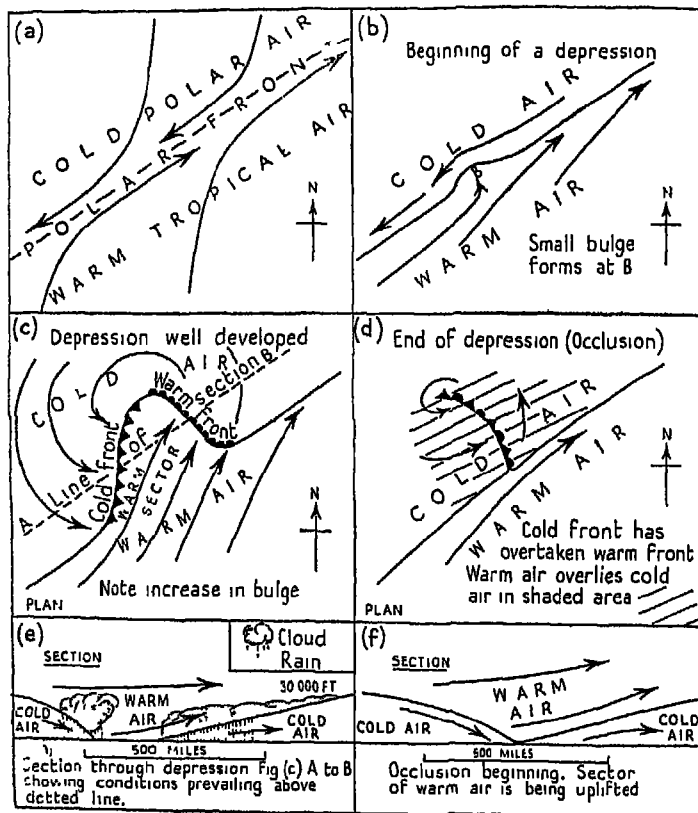 (a)
COLD POLAR AIR
POLAR FRONT
WARM TROPICAL AIR
N
(b)
Beginning of a depression
COLD AIR
B
WARM AIR
N
Small bulge
forms at B
(c)
Depression well developed
COLD AIR
Warm front
A Line of section B
Cold front
WARM SECTOR
WARM AIR
N
Note increase in bulge
PLAN
(d)
End of depression (Occlusion)
COLD AIR
WARM AIR
N
Cold front has
overtaken warm front
Warm air overlies cold
air in shaded area
PLAN
(e)
SECTION
Cloud
Rain
30 000 FT
COLD
AIR
WARM
AIR
COLD
AIR
500 MILES
Section through depression Fig (c) A to B
showing conditions prevailing above
dotted line.
(f)
SECTION
WARM
AIR
COLD AIR
COLD
AIR
500 MILES
Occlusion beginning. Sector
of warm air is being uplifted